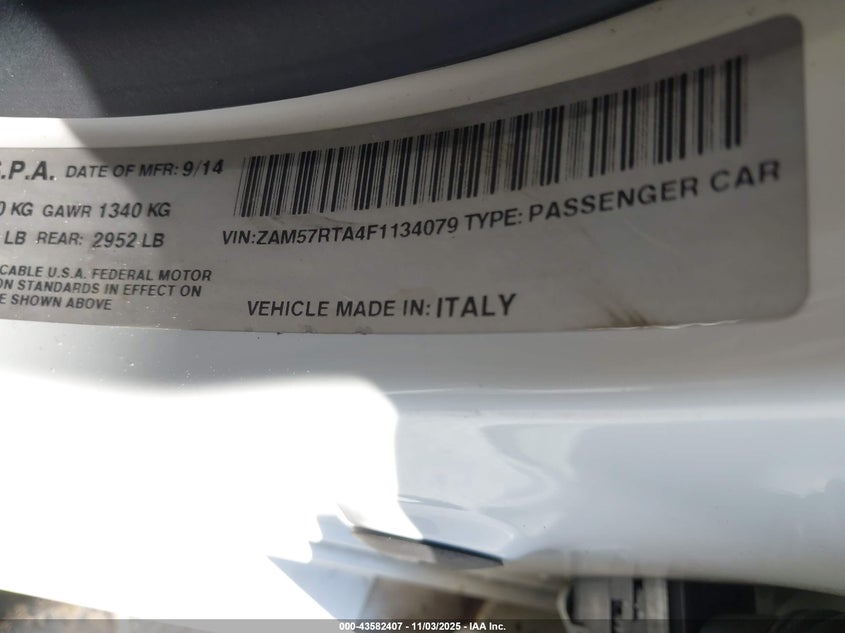 .P.A. DATE OF MFR: 9/14
0 KG GAWR 1340 KG
LB REAR: 2952 LB
CABLE U.S.A. FEDERAL MOTOR
ON STANDARDS IN EFFECT ON
E SHOWN ABOVE
VIN:ZAM57RTA4F1134079 TYPE: PASSENGER CAR
VEHICLE MADE IN: ITALY
000-43582407 - 11/03/2025 - IAA Inc.